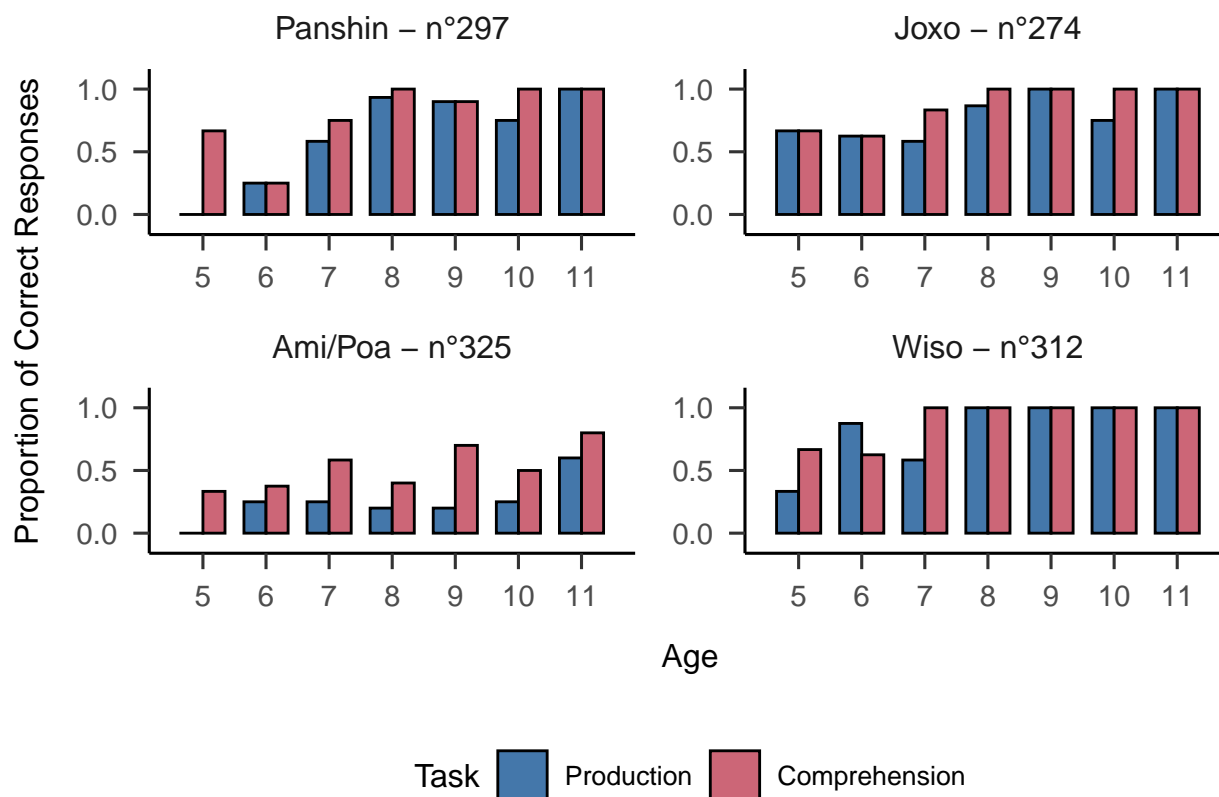 Panshin – n°297
Joxo – n°274
Proportion of Correct Responses
1.0
0.5
0.0
5 6 7 8 9 10 11
1.0
0.5
0.0
5 6 7 8 9 10 11
Ami/Poa – n°325
Wiso – n°312
1.0
0.5
0.0
5 6 7 8 9 10 11
1.0
0.5
0.0
5 6 7 8 9 10 11
Age
Task Production Comprehension